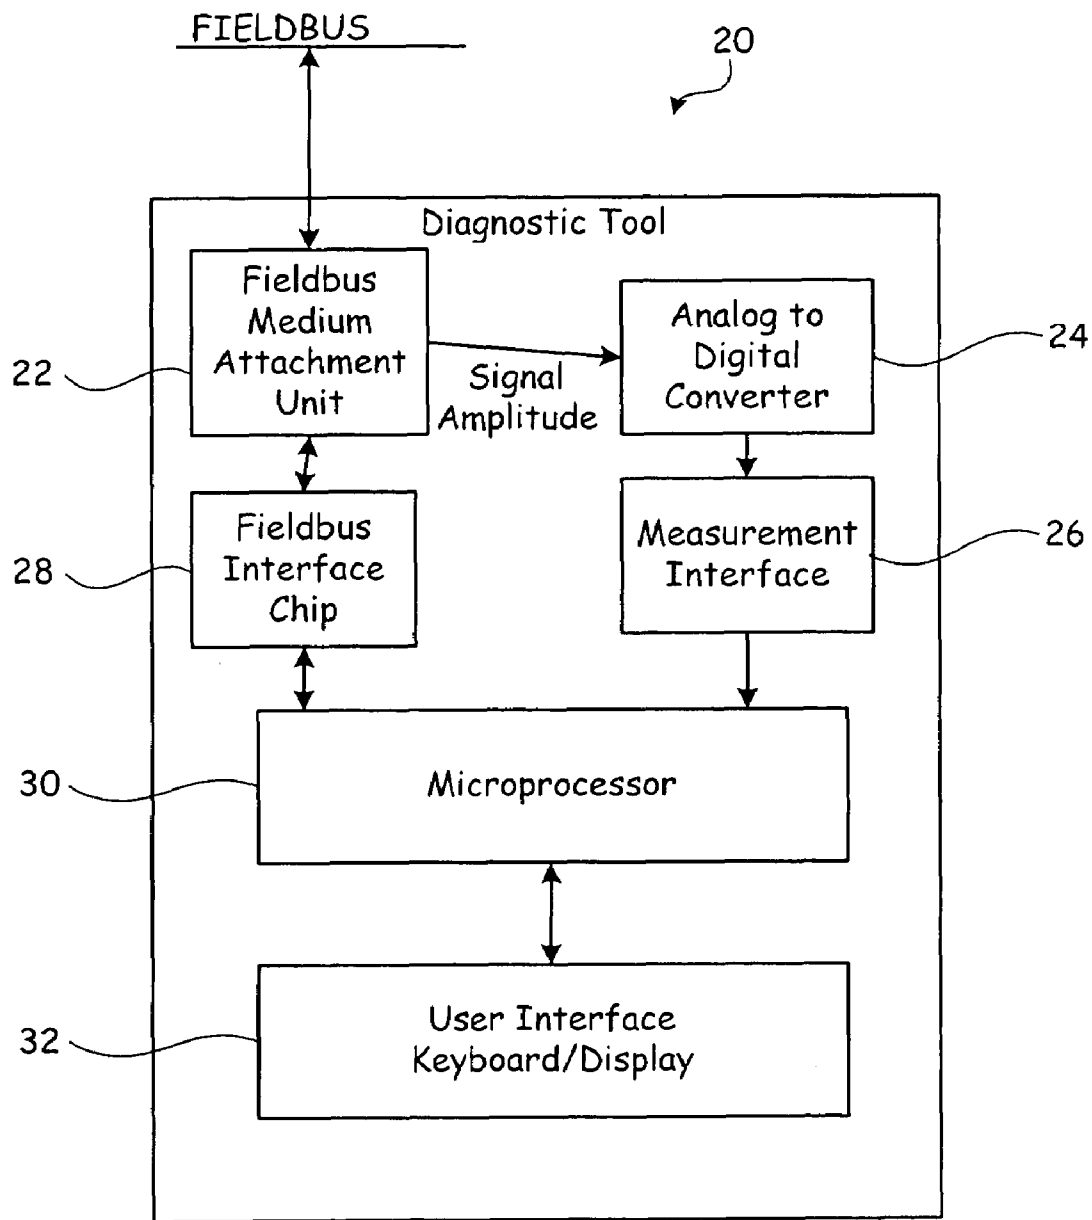 FIELDBUS
20
Diagnostic Tool
Fieldbus
Medium
Attachment
Unit
22
Signal
Amplitude
Analog to
Digital
Converter
24
Fieldbus
Interface
Chip
28
Measurement
Interface
26
Microprocessor
30
User Interface
Keyboard/Display
32